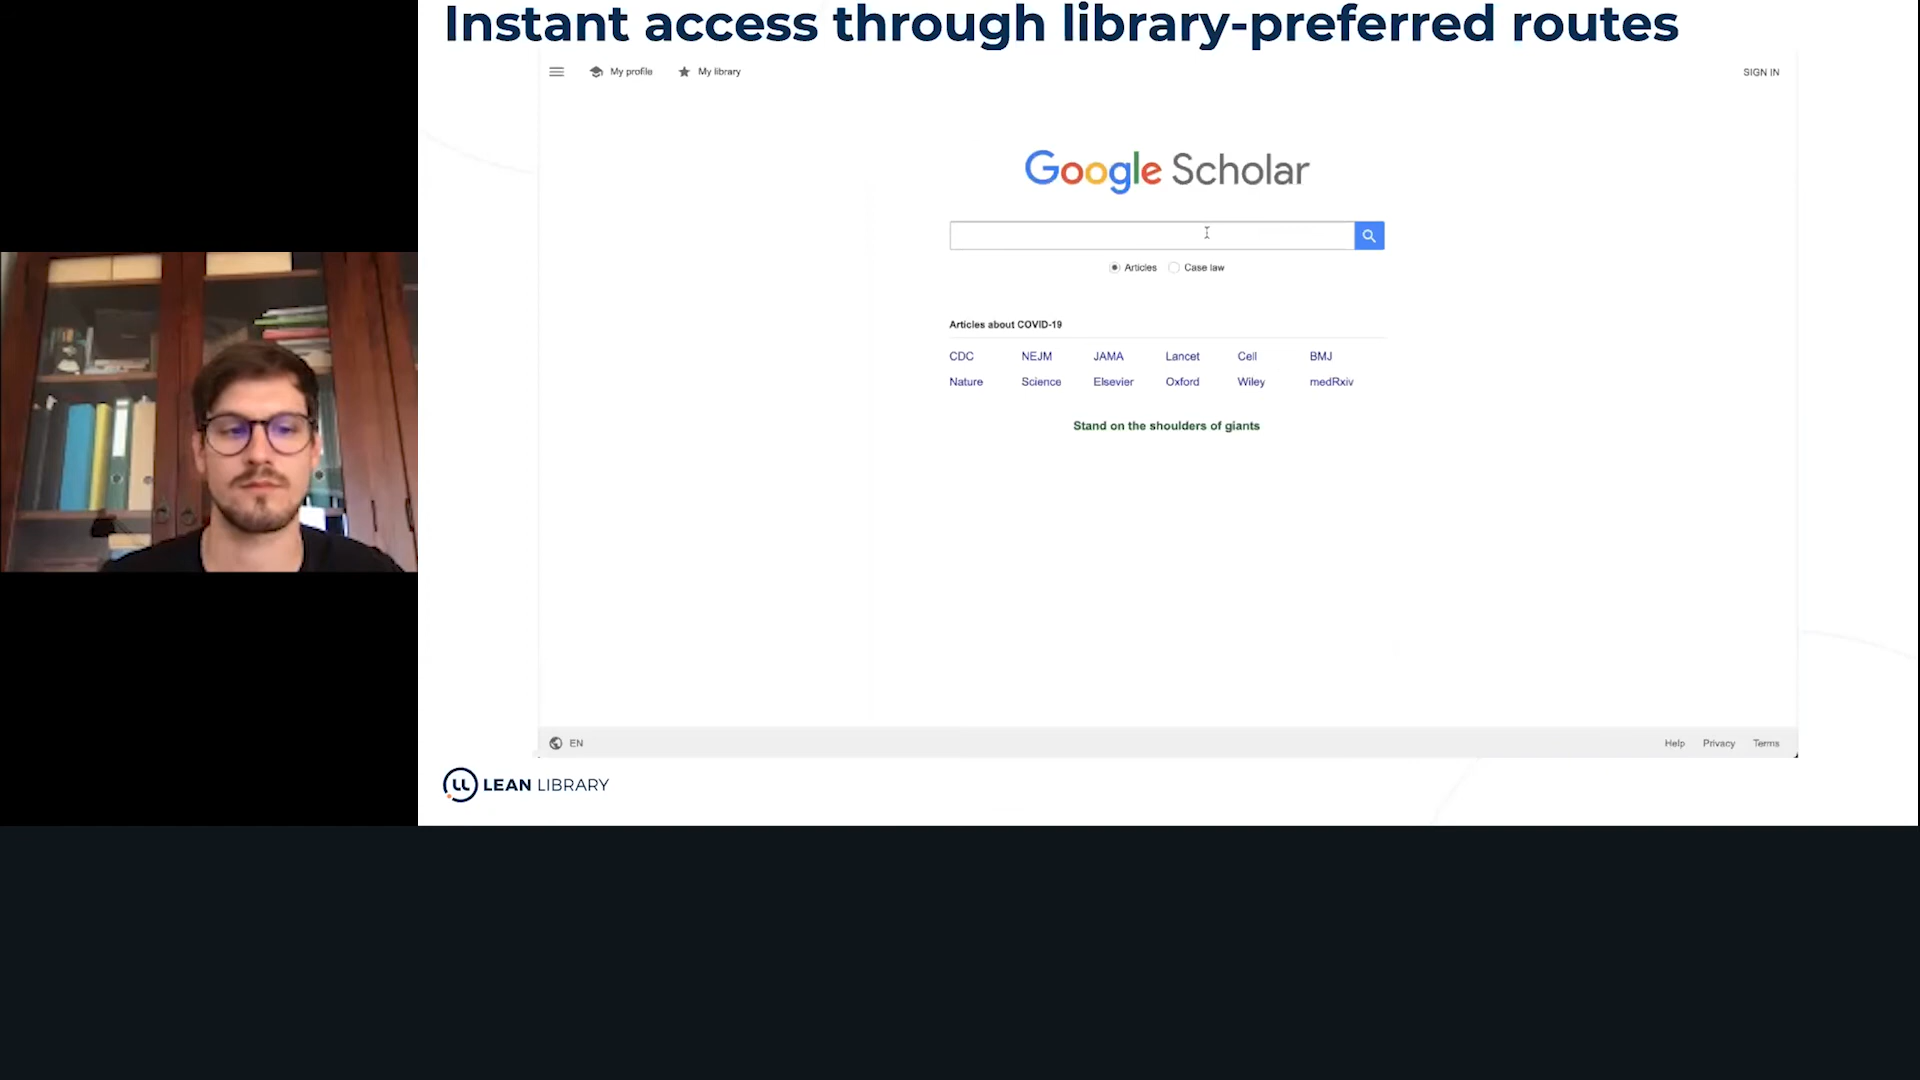 Instant access through library-preferred routes
My profile My library SIGN IN
Google Scholar
Articles Case law
Articles about COVID-19
CDC NEJM JAMA Lancet Cell BMJ
Nature Science Elsevier Oxford Wiley medRxiv
Stand on the shoulders of giants
EN Help Privacy Terms
LL LEAN LIBRARY